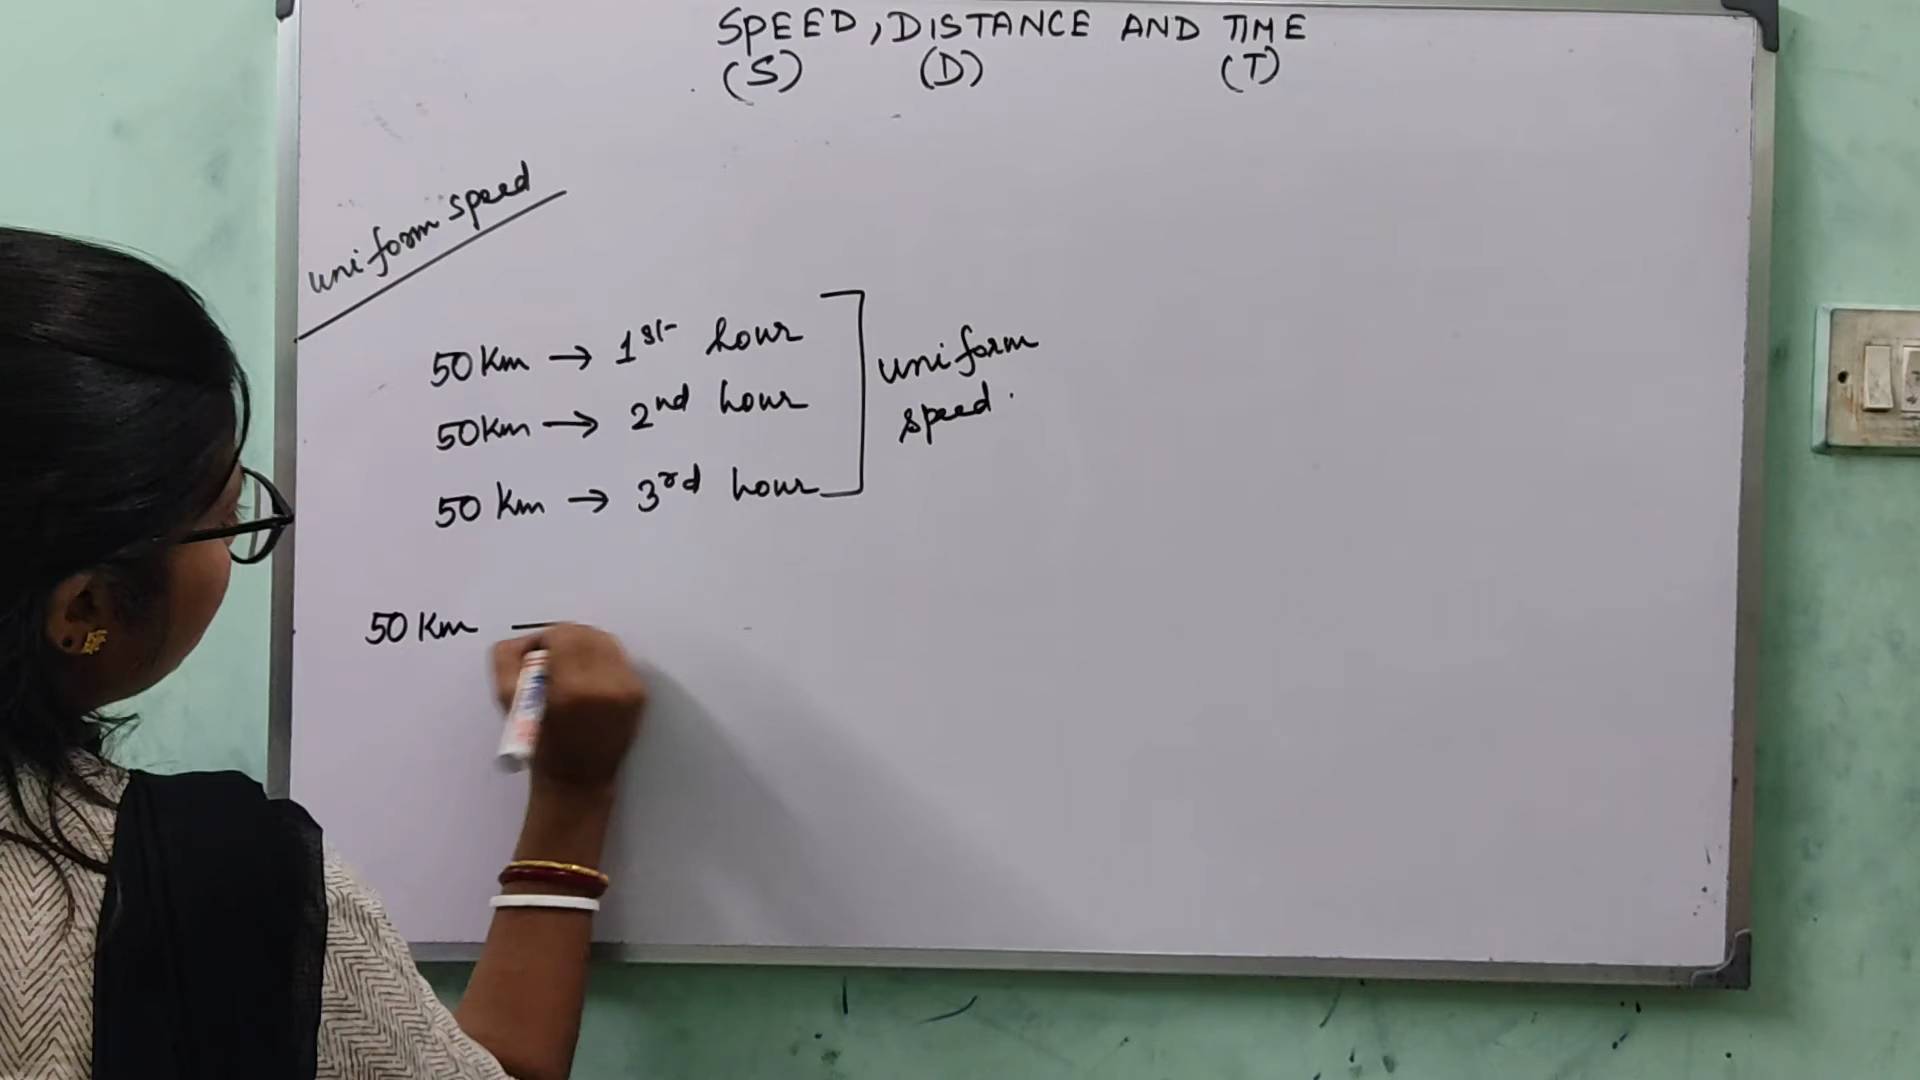 SPEED, DISTANCE AND TIME
(S) (D) (T)
uniform speed
50 Km → 1st hour
50 Km → 2nd hour
50 Km → 3rd hour
uniform
speed.
50 Km —